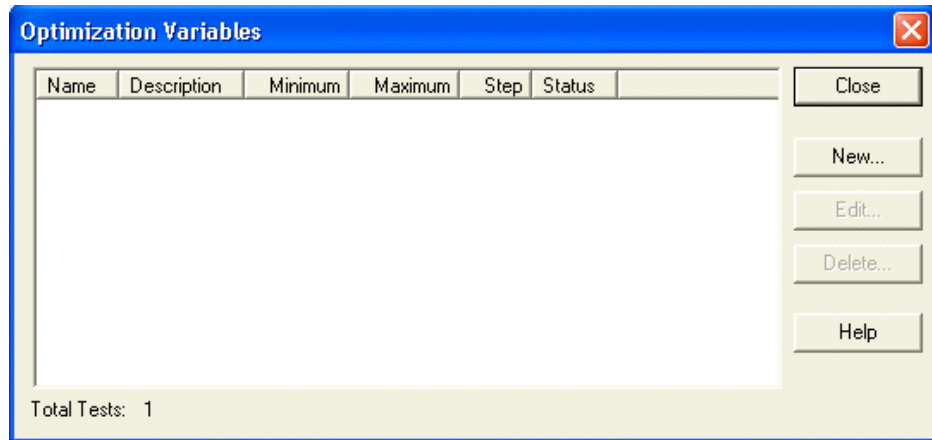 Optimization Variables
Name Description Minimum Maximum Step Status
Close
New...
Edit...
Delete...
Help
Total Tests: 1